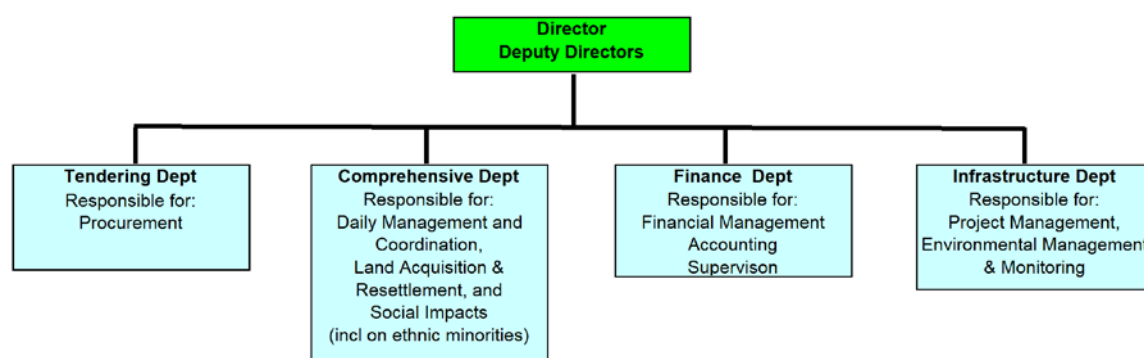 Director
Deputy Directors
Tendering Dept
Responsible for:
Procurement
Comprehensive Dept
Responsible for:
Daily Management and
Coordination,
Land Acquisition &
Resettlement, and
Social Impacts
(incl on ethnic minorities)
Finance Dept
Responsible for:
Financial Management
Accounting
Supervison
Infrastructure Dept
Responsible for:
Project Management,
Environmental Management
& Monitoring